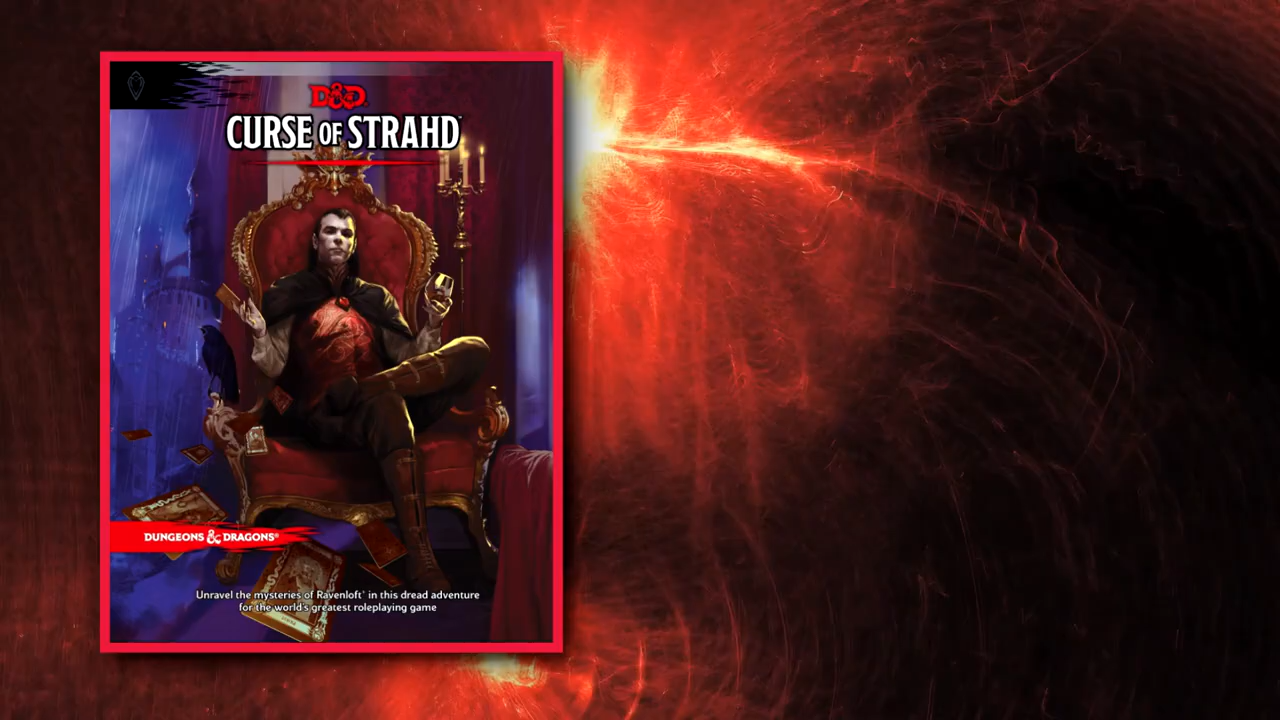 D&D
CURSE OF STRAHD™
DUNGEONS & DRAGONS®
Unravel the mysteries of Ravenloft® in this dread adventure
for the world's greatest roleplaying game